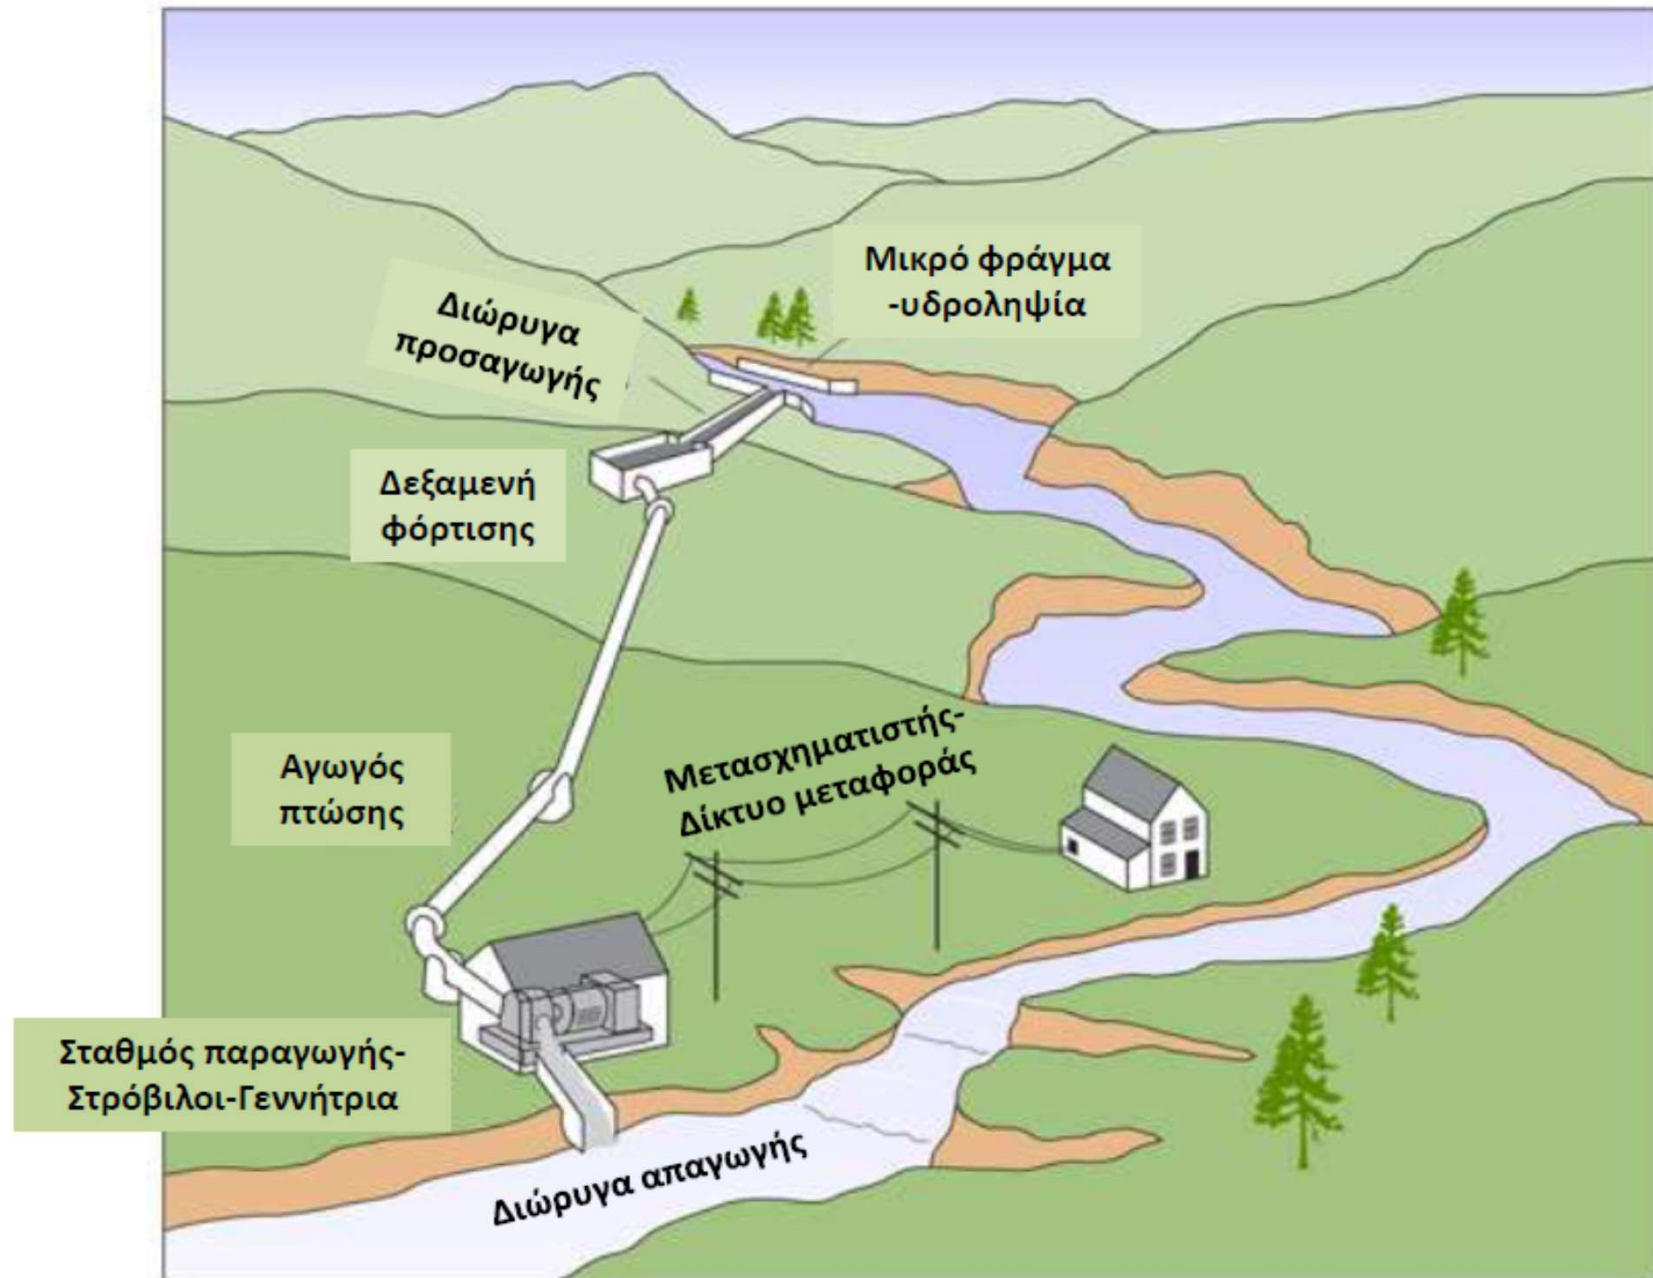 Μικρό φράγμα
-υδροληψία
Διώρυγα
προσαγωγής
Δεξαμενή
φόρτισης
Αγωγός
πτώσης
Μετασχηματιστής-
Δίκτυο μεταφοράς
Σταθμός παραγωγής-
Στρόβιλοι-Γεννήτρια
Διώρυγα απαγωγής